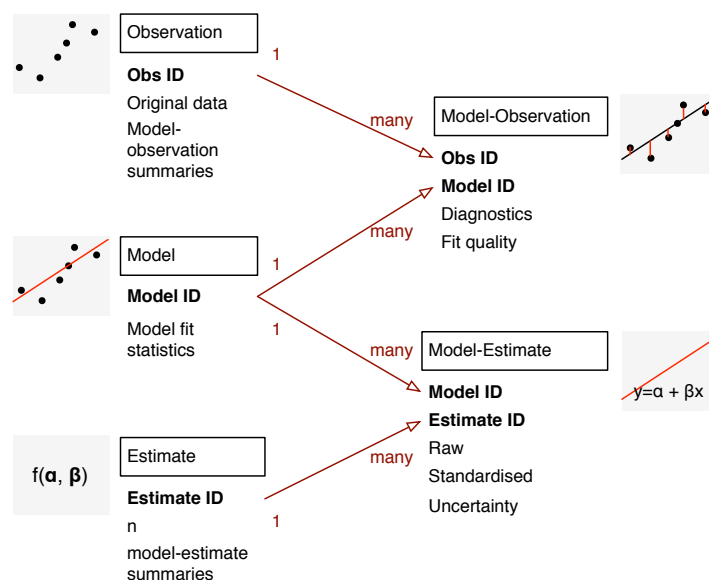 Observation
1
Obs ID
Original data
Model-
observation
summaries
many
Model-Observation
Obs ID
Model ID
Diagnostics
Fit quality
Model
1
many
Model ID
1
Model fit
statistics
many
Model-Estimate
y=α + βx
Model ID
Estimate ID
Raw
Standardised
Uncertainty
Estimate
many
f(α, β)
Estimate ID
1
n
model-estimate
summaries